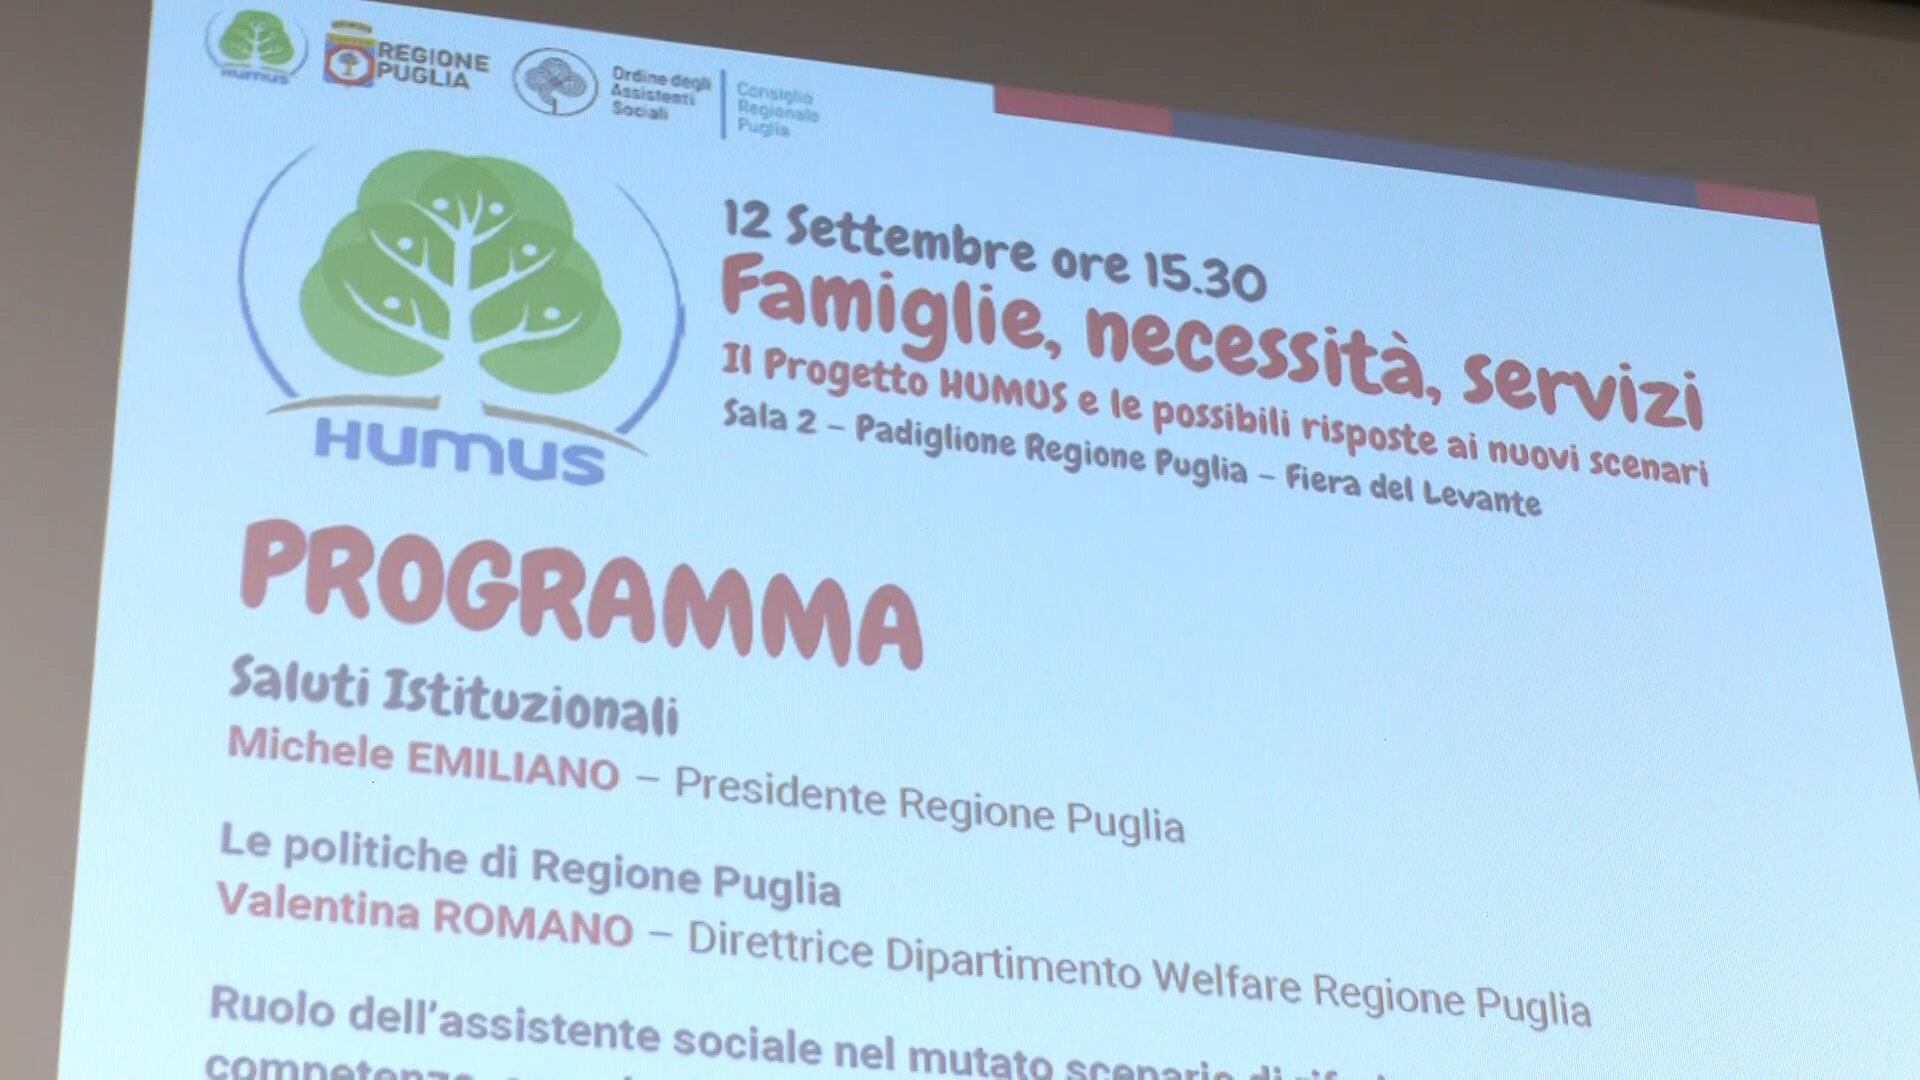 Humus
REGIONE
PUGLIA
Ordine degli
Assistenti
Sociali
Consiglio
Regionale
Puglia
HUMUS
12 Settembre ore 15.30
Famiglie, necessità, servizi
Il Progetto HUMUS e le possibili risposte ai nuovi scenari
Sala 2 – Padiglione Regione Puglia – Fiera del Levante
PROGRAMMA
Saluti Istituzionali
Michele EMILIANO – Presidente Regione Puglia
Le politiche di Regione Puglia
Valentina ROMANO – Direttrice Dipartimento Welfare Regione Puglia
Ruolo dell'assistente sociale nel mutato scenario di